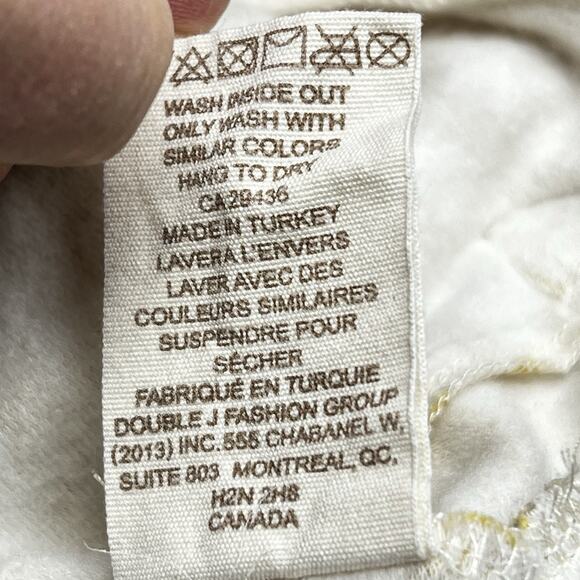 WASH INSIDE OUT
ONLY WASH WITH
SIMILAR COLORS
HANG TO DRY
CA29436
MADE IN TURKEY
LAVERA L'ENVERS
LAVER AVEC DES
COULEURS SIMILAIRES
SUSPENDRE FOUR
SÉCHER
FABRIQUÉ EN TURQUIE
DOUBLE J FASHION GROUP
(2013) INC.555 CHABANEL W,
SUITE 803 MONTREAL, QC,
H2N 2H8
CANADA